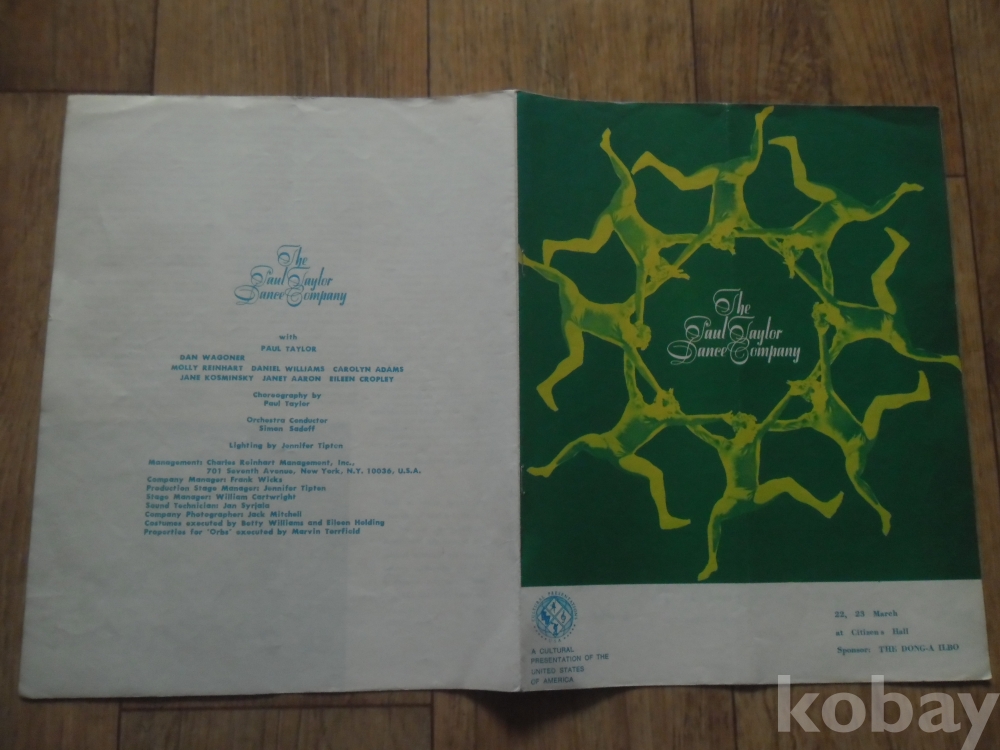 The
Paul Taylor
Dance Company
with
PAUL TAYLOR
DAN WAGONER
MOLLY REINHART DANIEL WILLIAMS CAROLYN ADAMS
JANE KOSMINSKY JANET AARON EILEEN CROPLEY
Choreography by
Paul Taylor
Orchestra Conductor
Simon Sadoff
Lighting by Jennifer Tipton
Management: Charles Reinhart Management, Inc.,
701 Seventh Avenue, New York, N.Y. 10036, U.S.A.
Company Manager: Frank Wicks
Production Stage Manager: Jennifer Tipton
Stage Manager: William Cartwright
Sound Technician: Jan Syrjala
Company Photographer: Jack Mitchell
Costumes executed by Betty Williams and Eileen Holding
Properties for "Orbs" executed by Marvin Torffield
The
Paul Taylor
Dance Company
A CULTURAL
PRESENTATION OF THE
UNITED STATES
OF AMERICA
22, 23 March
at Citizen's Hall
Sponsor: THE DONG-A ILBO
kobay